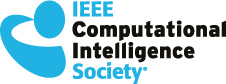 IEEE
Computational
Intelligence
Society®